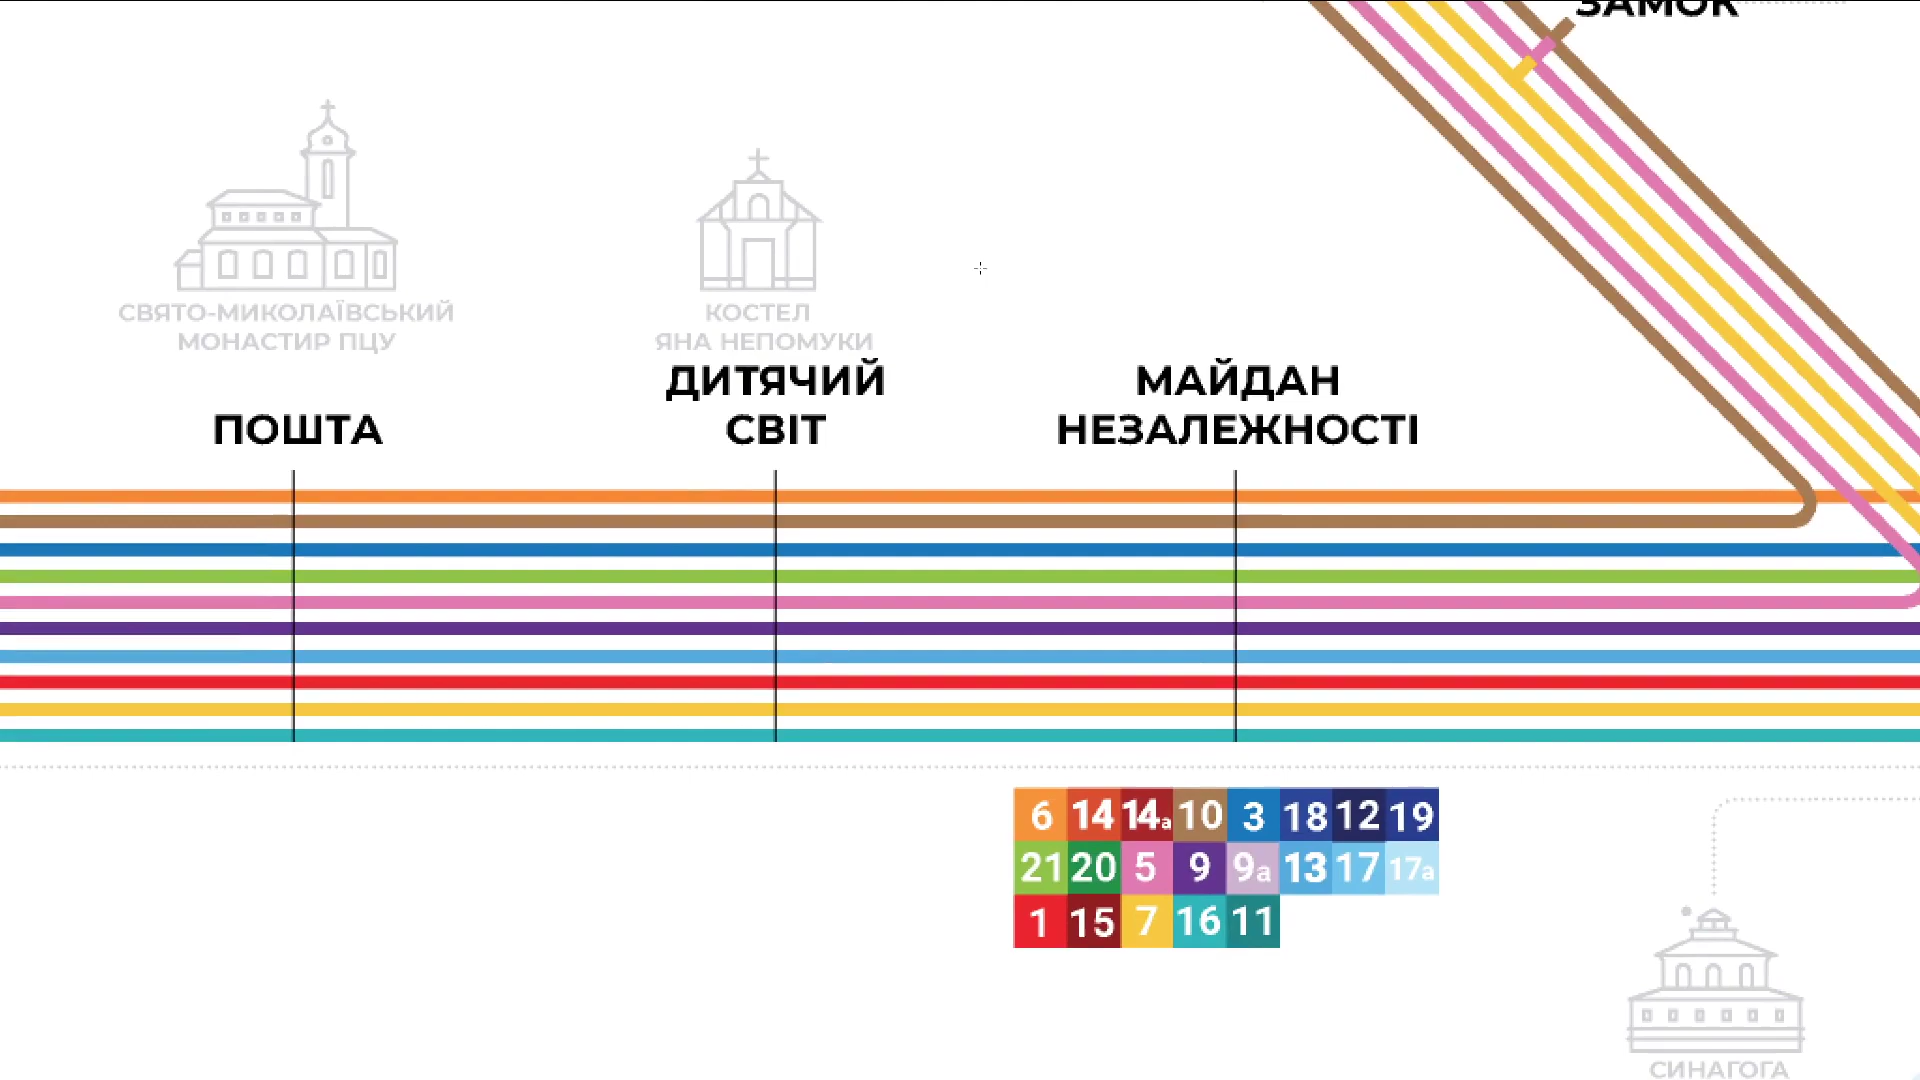 ЗАМОК
СВЯТО-МИКОЛАЇВСЬКИЙ
МОНАСТИР ПЦУ
КОСТЕЛ
ЯНА НЕПОМУКИ
ПОШТА
ДИТЯЧИЙ
СВІТ
МАЙДАН
НЕЗАЛЕЖНОСТІ
6 14 14а 10 3 18 12 19
21 20 5 9 9а 13 17 17а
1 15 7 16 11
СИНАГОГА